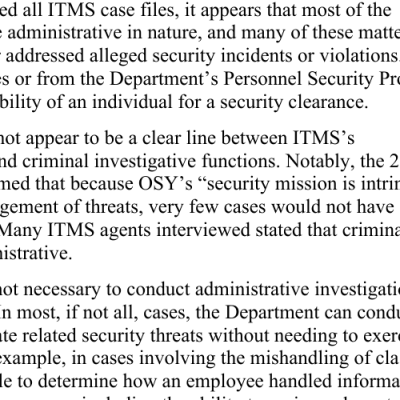 ed all ITMS case files, it appears that most of the
administrative in nature, and many of these matte
addressed alleged security incidents or violations.
es or from the Department’s Personnel Security Pro
bility of an individual for a security clearance.
not appear to be a clear line between ITMS’s
nd criminal investigative functions. Notably, the 2
med that because OSY’s “security mission is intrin
gement of threats, very few cases would not have
Many ITMS agents interviewed stated that crimina
istrative.
not necessary to conduct administrative investigati
In most, if not all, cases, the Department can condu
te related security threats without needing to exer
example, in cases involving the mishandling of cla
le to determine how an employee handled informa